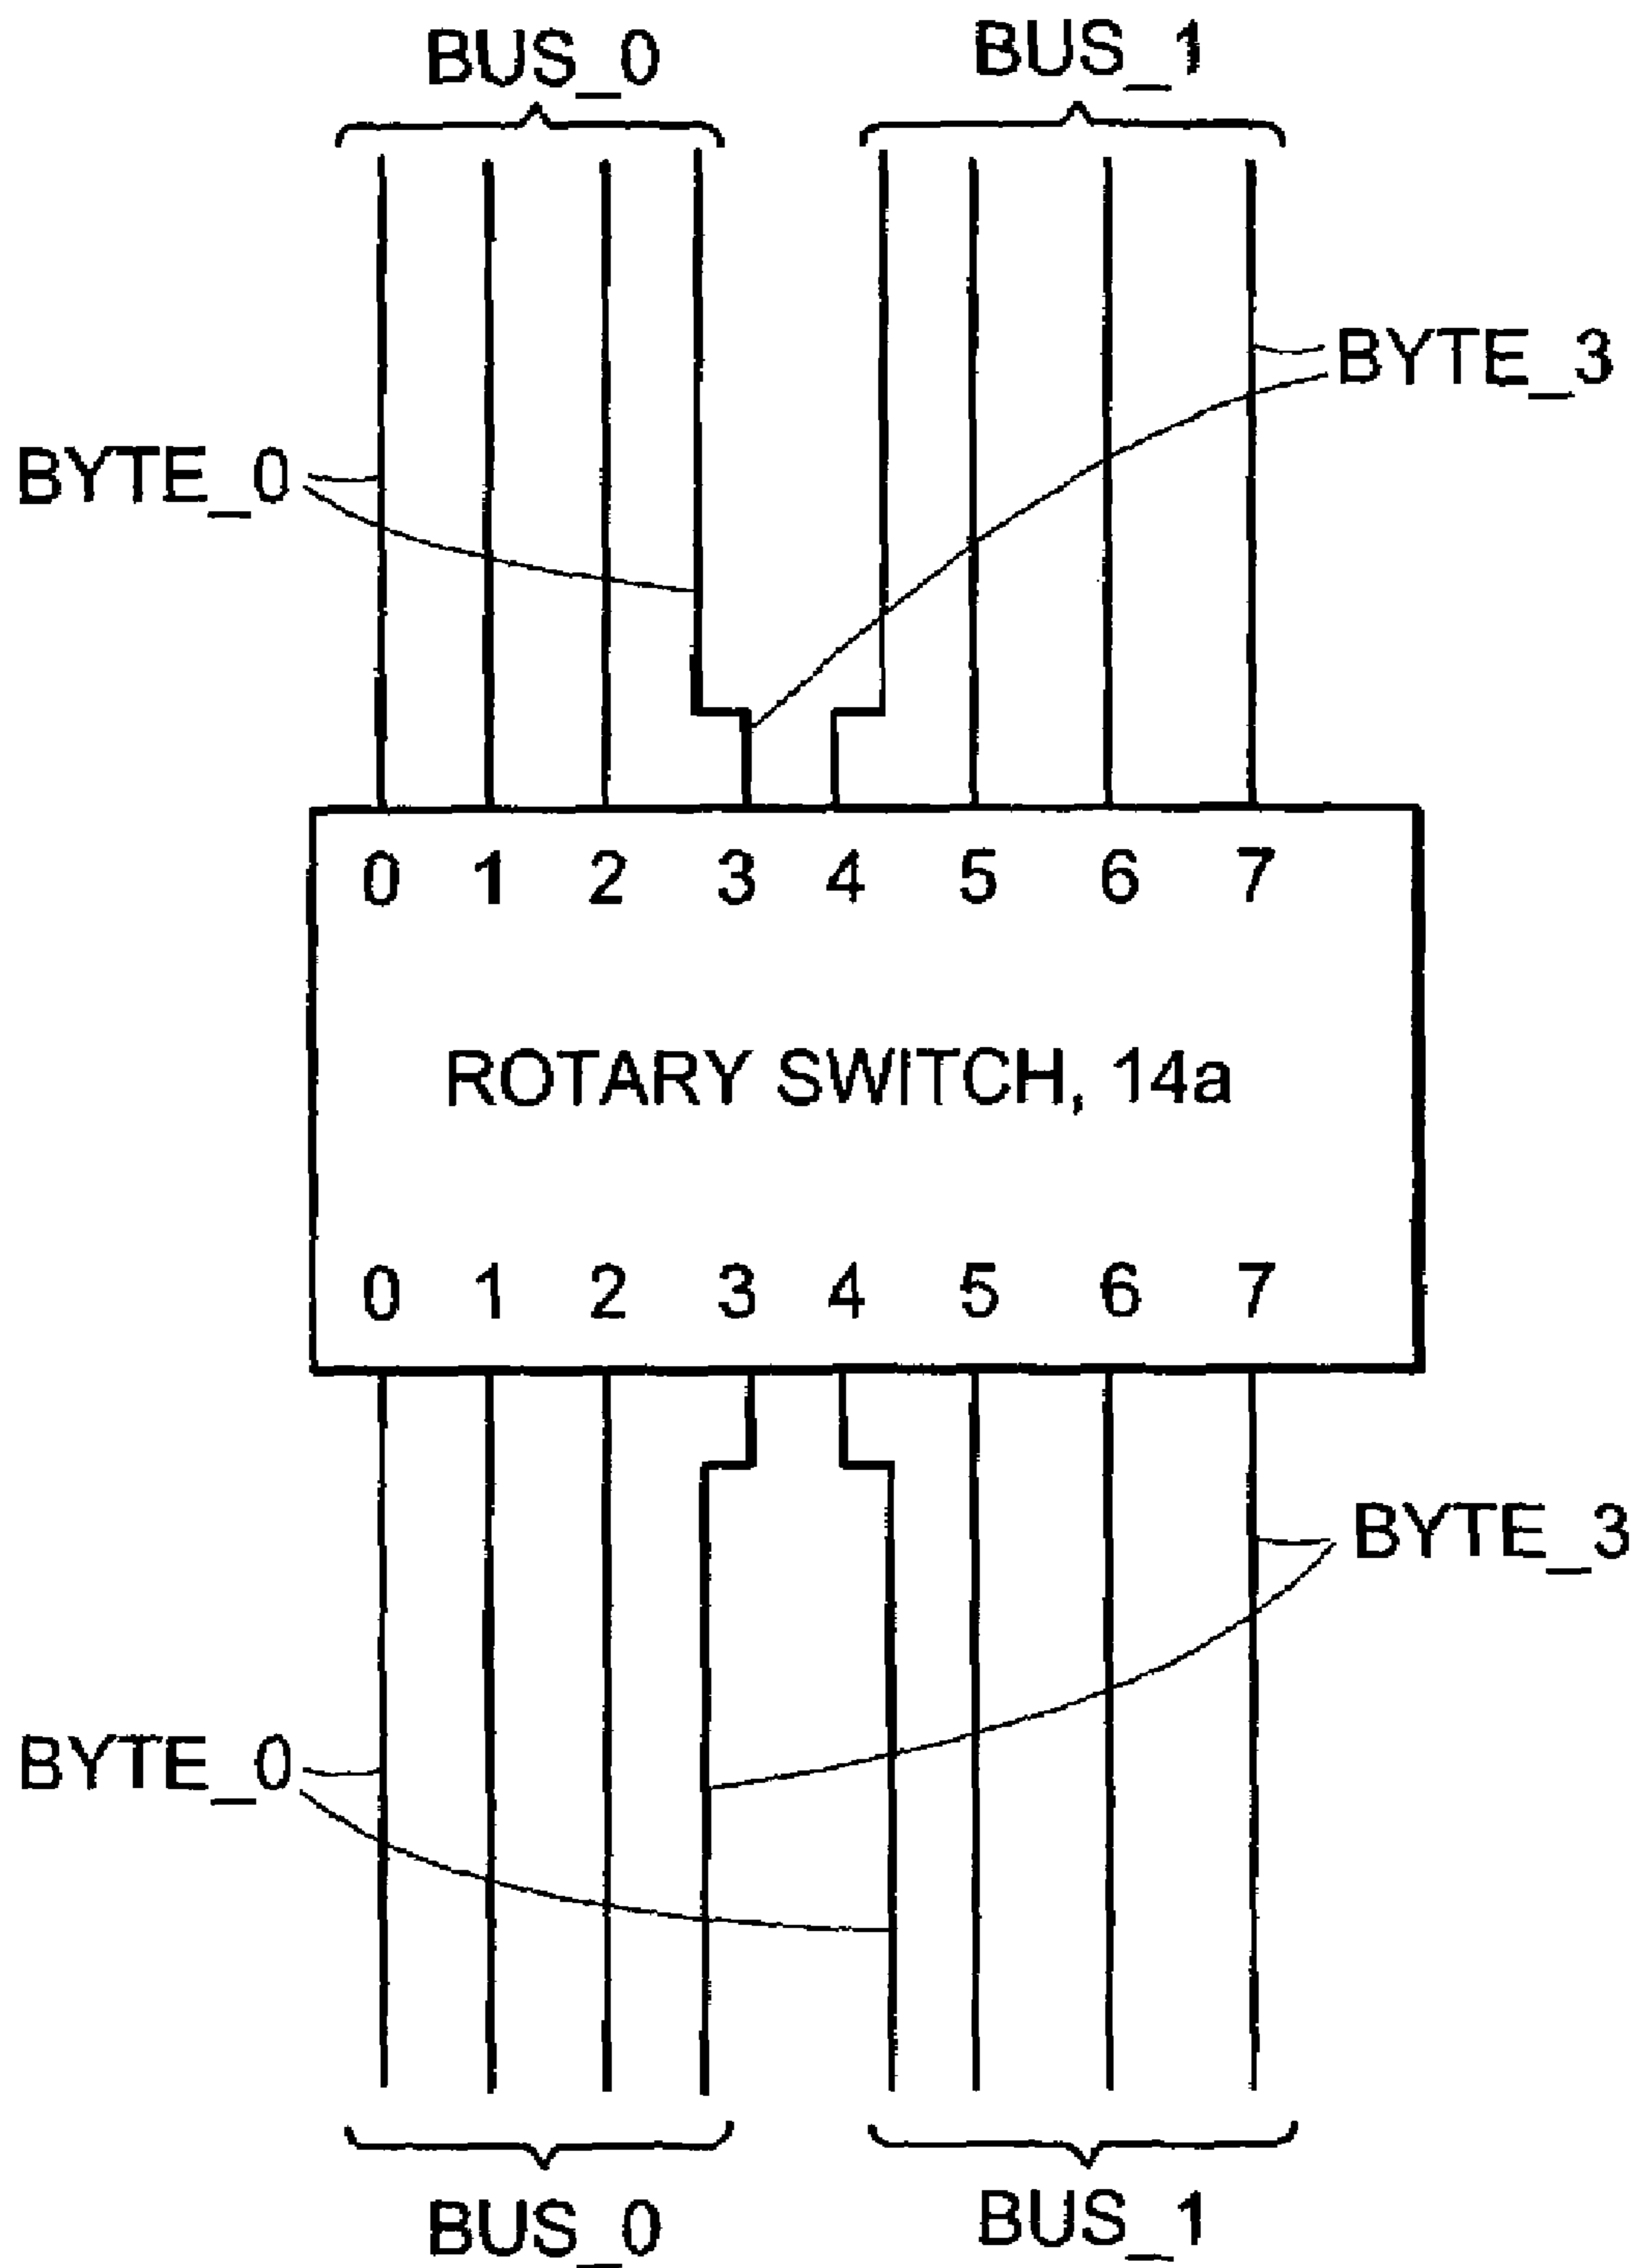 BUS_0 BUS_1
BYTE_3
BYTE_0
0 1 2 3 4 5 6 7
ROTARY SWITCH, 14a
0 1 2 3 4 5 6 7
BYTE_3
BYTE_0
BUS_0 BUS_1